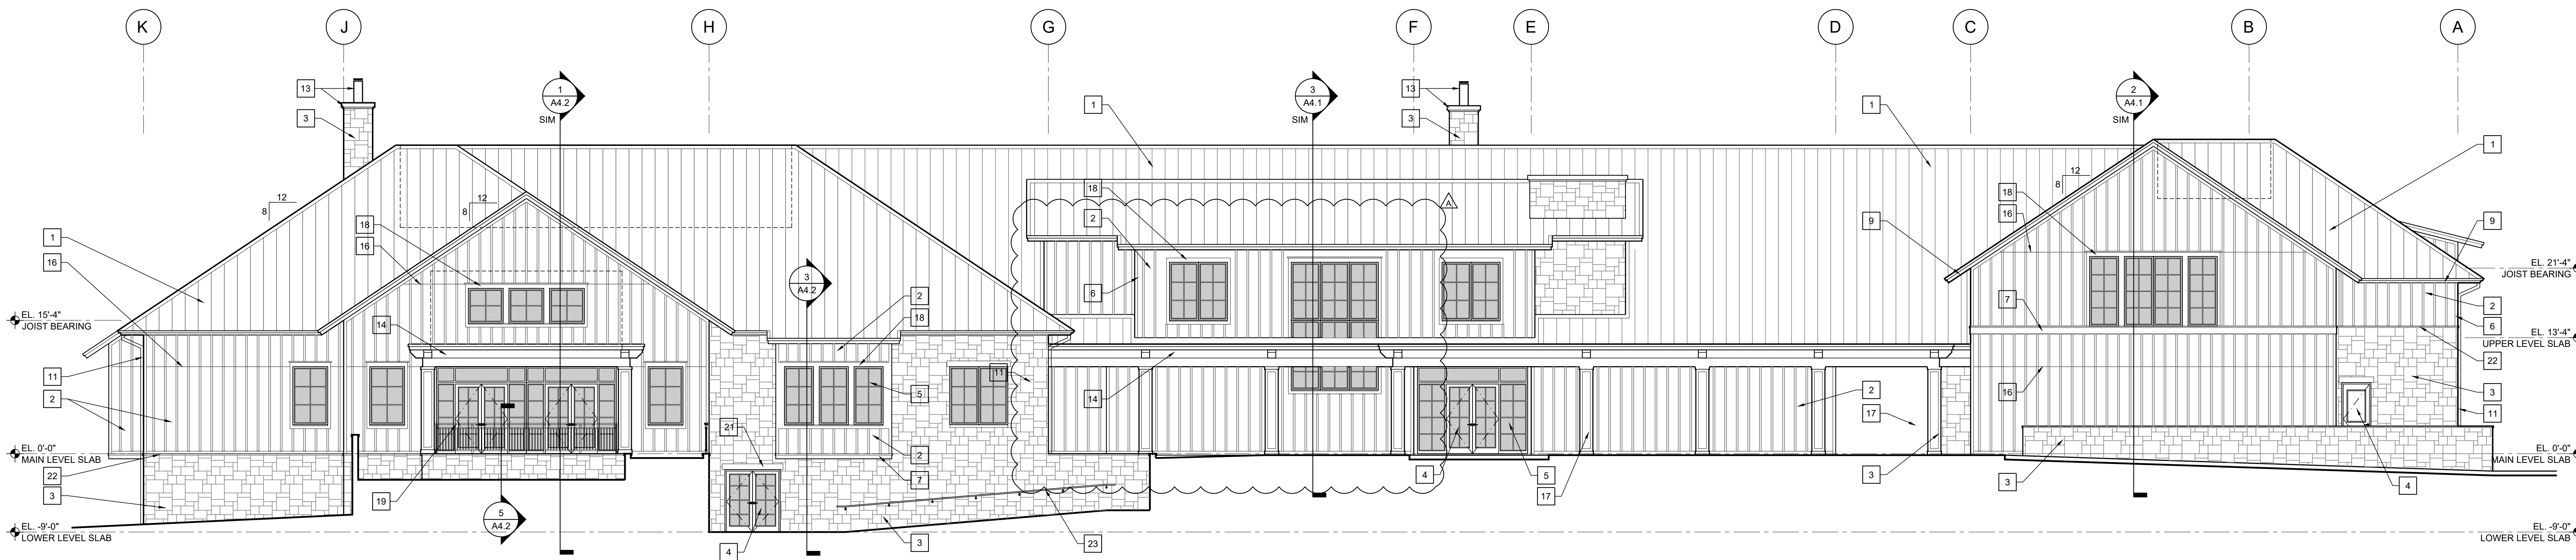 K J H G F E D C B A
13
3
1
A4.2
SIM
1
3
A4.1
SIM
13
3
1
2
A4.1
SIM
1
12
8
12
8
12
8
18
16
1
16
18
2
6
A
9
18
16
9
3
A4.2
2
18
EL. 21'-4"
JOIST BEARING
EL. 15'-4"
JOIST BEARING
14
7
2
6
EL. 13'-4"
UPPER LEVEL SLAB
22
11
2
11
5
14
2
17
16
3
11
21
EL. 0'-0"
MAIN LEVEL SLAB
2
7
EL. 0'-0"
MAIN LEVEL SLAB
22
3
19
4
5
17
3
3
4
5
A4.2
EL. -9'-0"
LOWER LEVEL SLAB
4
3
23
EL. -9'-0"
LOWER LEVEL SLAB